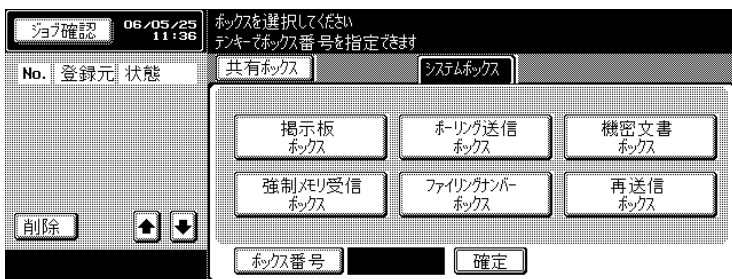 ジョブ確認
06/05/25
11:36
ボックスを選択してください
テンキーでボックス番号を指定できます
No. 登録元 状態
共有ボックス
システムボックス
掲示板
ボックス
ポーリング送信
ボックス
機密文書
ボックス
強制メモリ受信
ボックス
ファイリングナンバー
ボックス
再送信
ボックス
削除
ボックス番号
確定